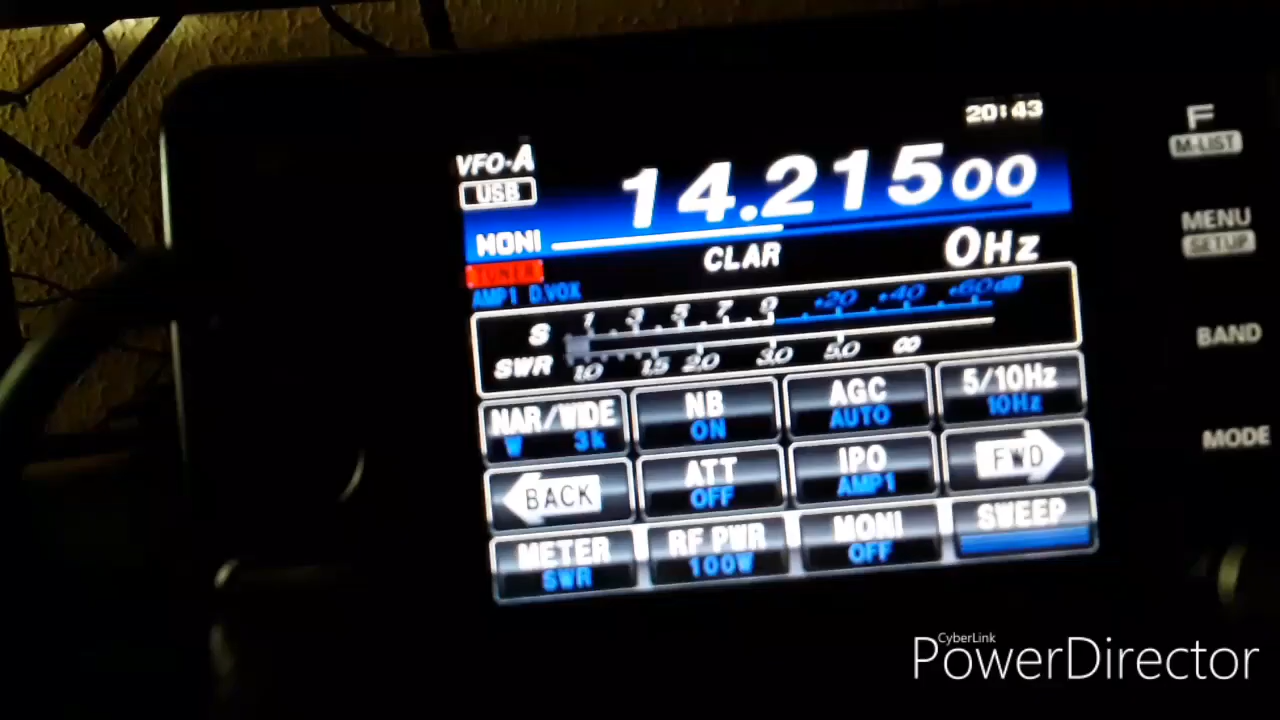 20:43
F
M-LIST
VFO-A
USB
14.21500
MONI
TUNER
CLAR
0Hz
AMP1 D.VOX
MENU
SETUP
S 1 3 5 7 9 +20 +40 +60dB
SWR 1.0 1.5 2.0 3.0 5.0 ∞
BAND
NAR/WIDE
W 3k
NB
ON
AGC
AUTO
5/10Hz
10Hz
MODE
BACK
ATT
OFF
IPO
AMP1
FWD
METER
SWR
RF PWR
100W
MONI
OFF
SWEEP
CyberLink
PowerDirector